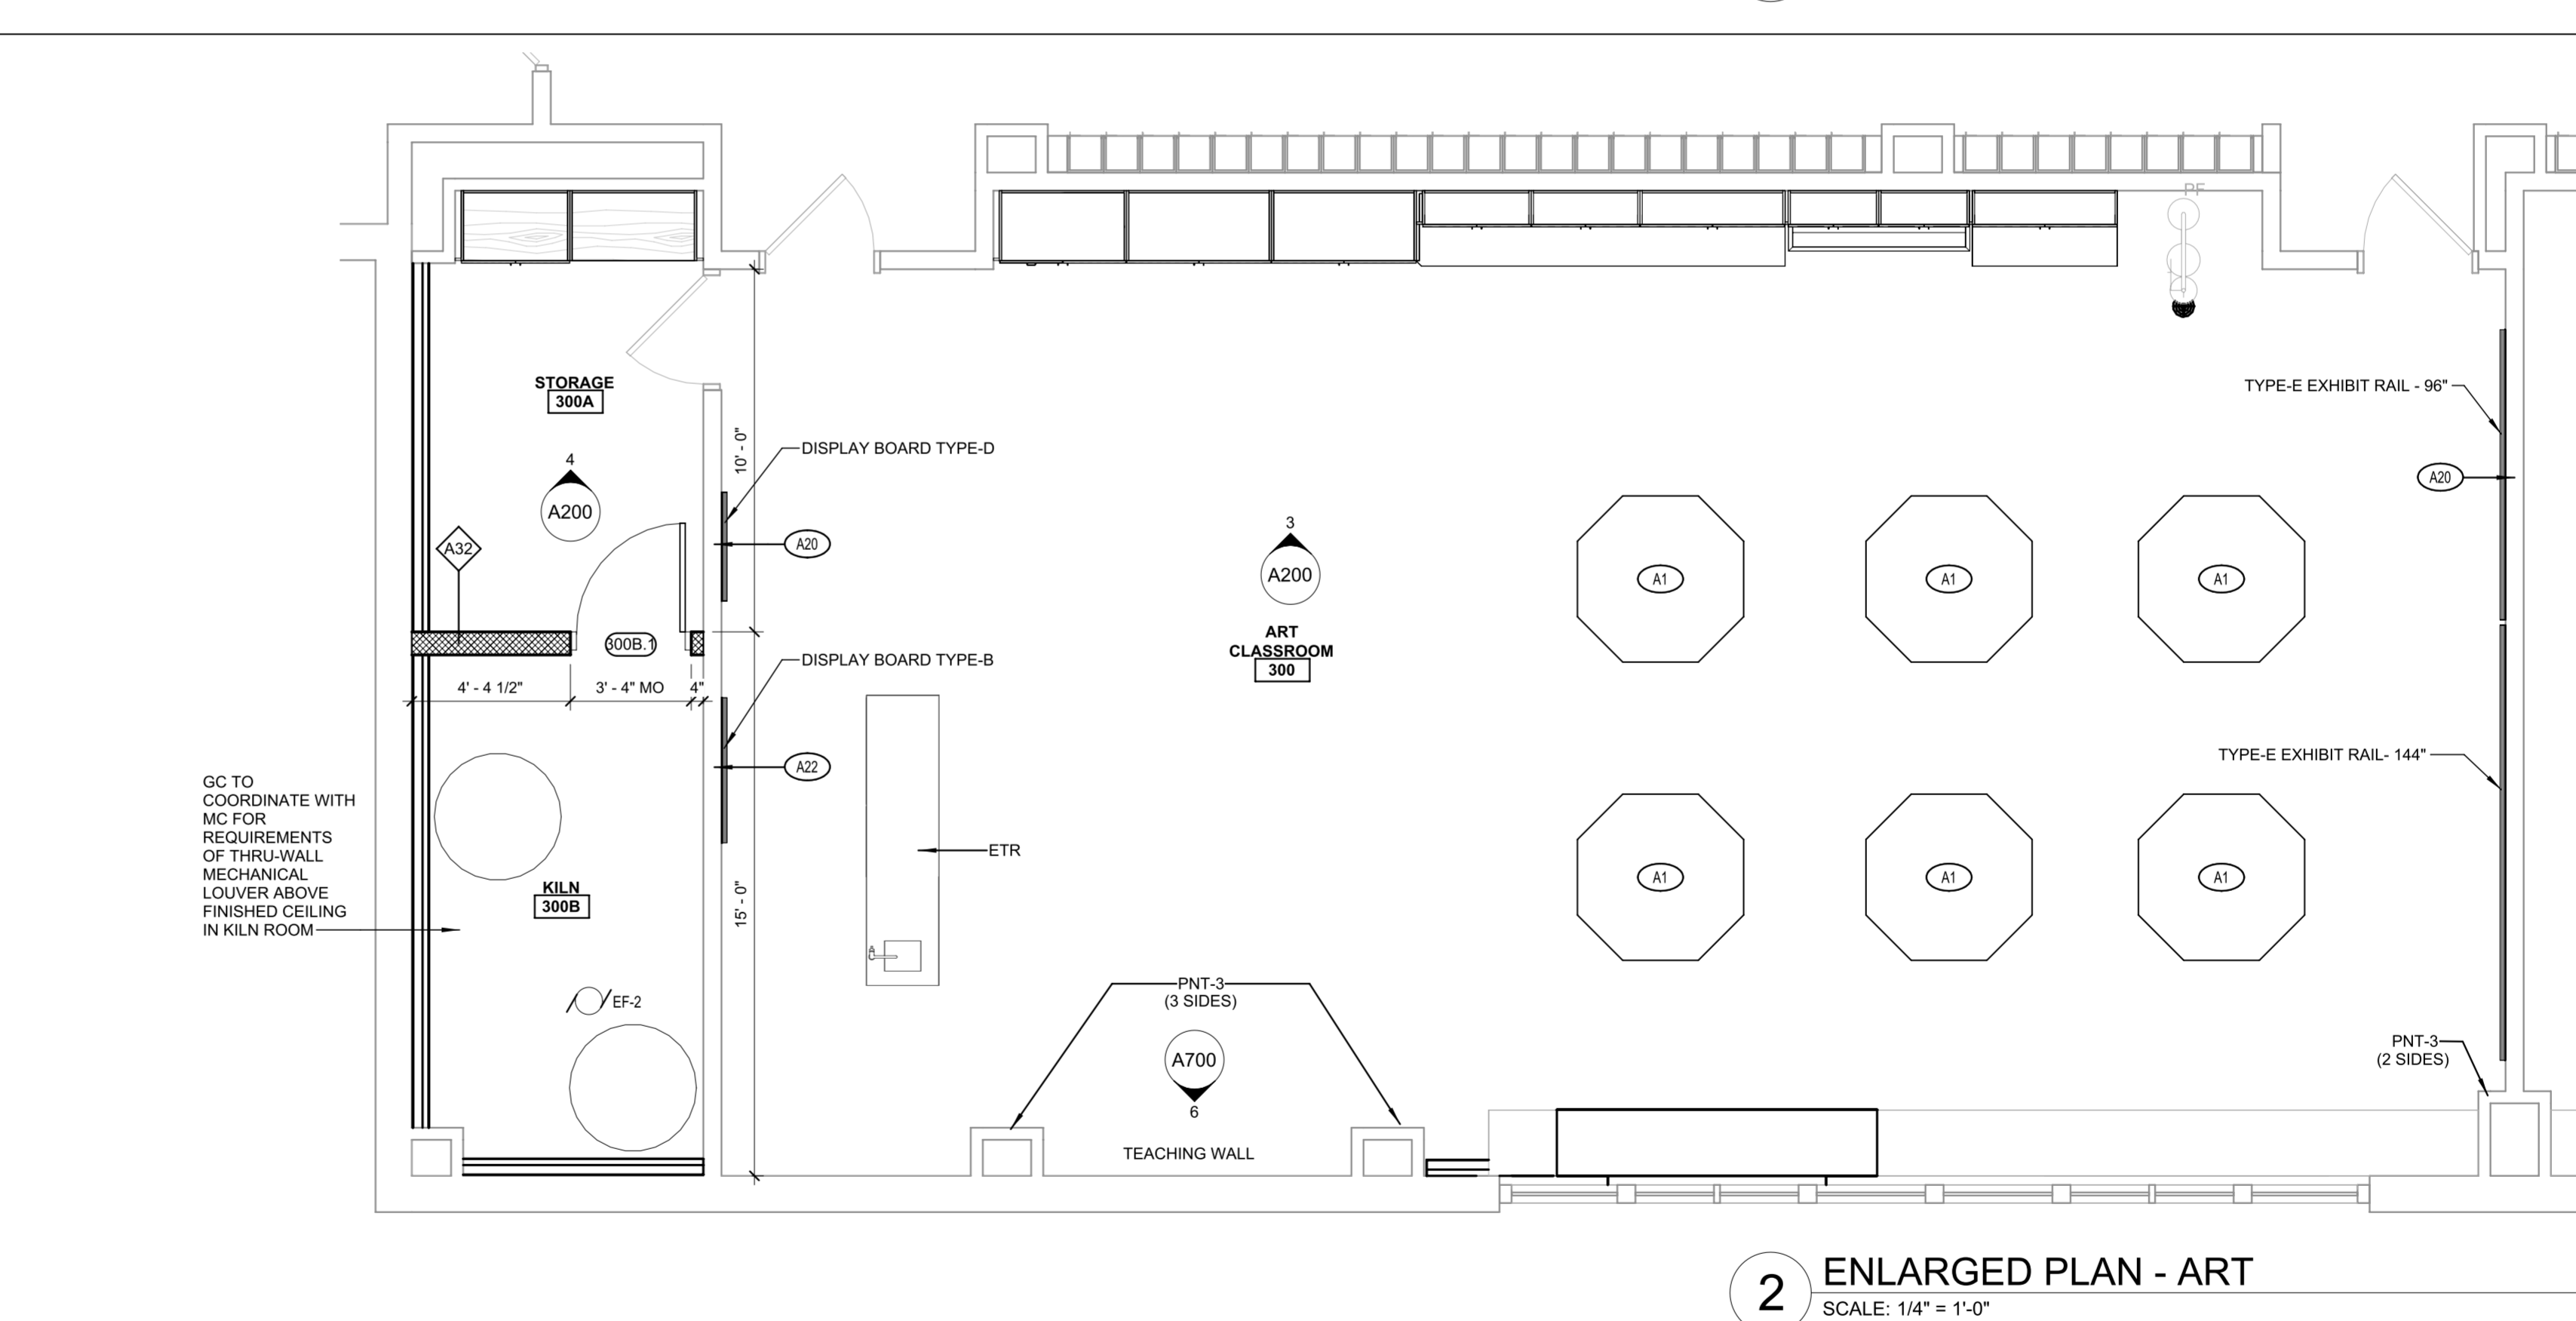 PF
STORAGE
300A
TYPE-E EXHIBIT RAIL - 96"
10' - 0"
DISPLAY BOARD TYPE-D
4
A200
A20
3
A200
A32
A20
A1
A1
A1
300B.1
ART
CLASSROOM
300
DISPLAY BOARD TYPE-B
4' - 4 1/2"
3' - 4" MO
4"
A22
TYPE-E EXHIBIT RAIL- 144"
GC TO
COORDINATE WITH
MC FOR
REQUIREMENTS
OF THRU-WALL
MECHANICAL
LOUVER ABOVE
FINISHED CEILING
IN KILN ROOM
ETR
KILN
300B
15' - 0"
A1
A1
A1
EF-2
PNT-3
(3 SIDES)
A700
6
TEACHING WALL
PNT-3
(2 SIDES)
2
ENLARGED PLAN - ART
SCALE: 1/4" = 1'-0"